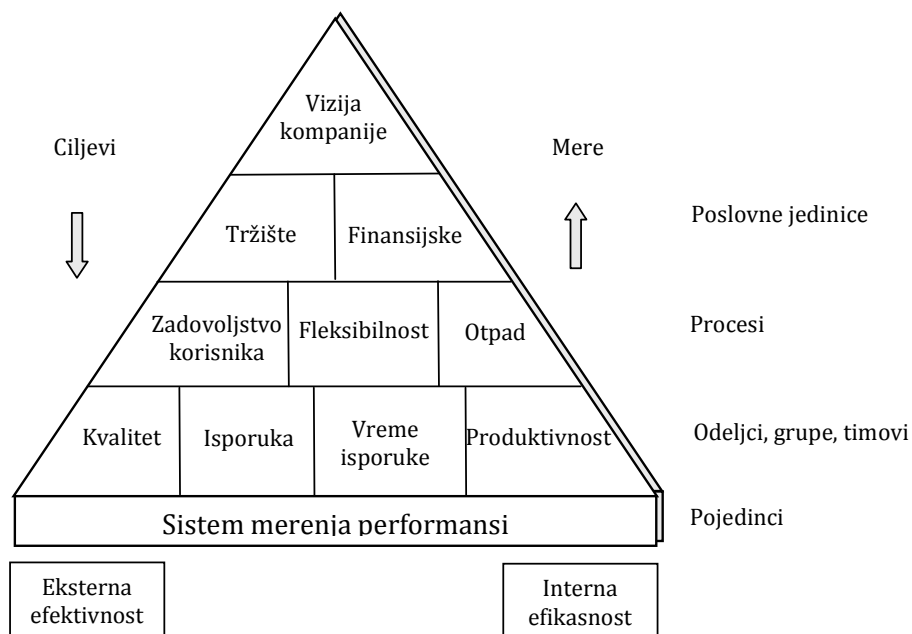 Vizija
kompanije
Ciljevi
Mere
Tržište
Finansijske
Poslovne jedinice
Zadovoljstvo
korisnika
Fleksibilnost
Otpad
Procesi
Kvalitet
Isporuka
Vreme
isporuke
Produktivnost
Odeljci, grupe, timovi
Sistem merenja performansi
Pojedinci
Eksterna
efektivnost
Interna
efikasnost